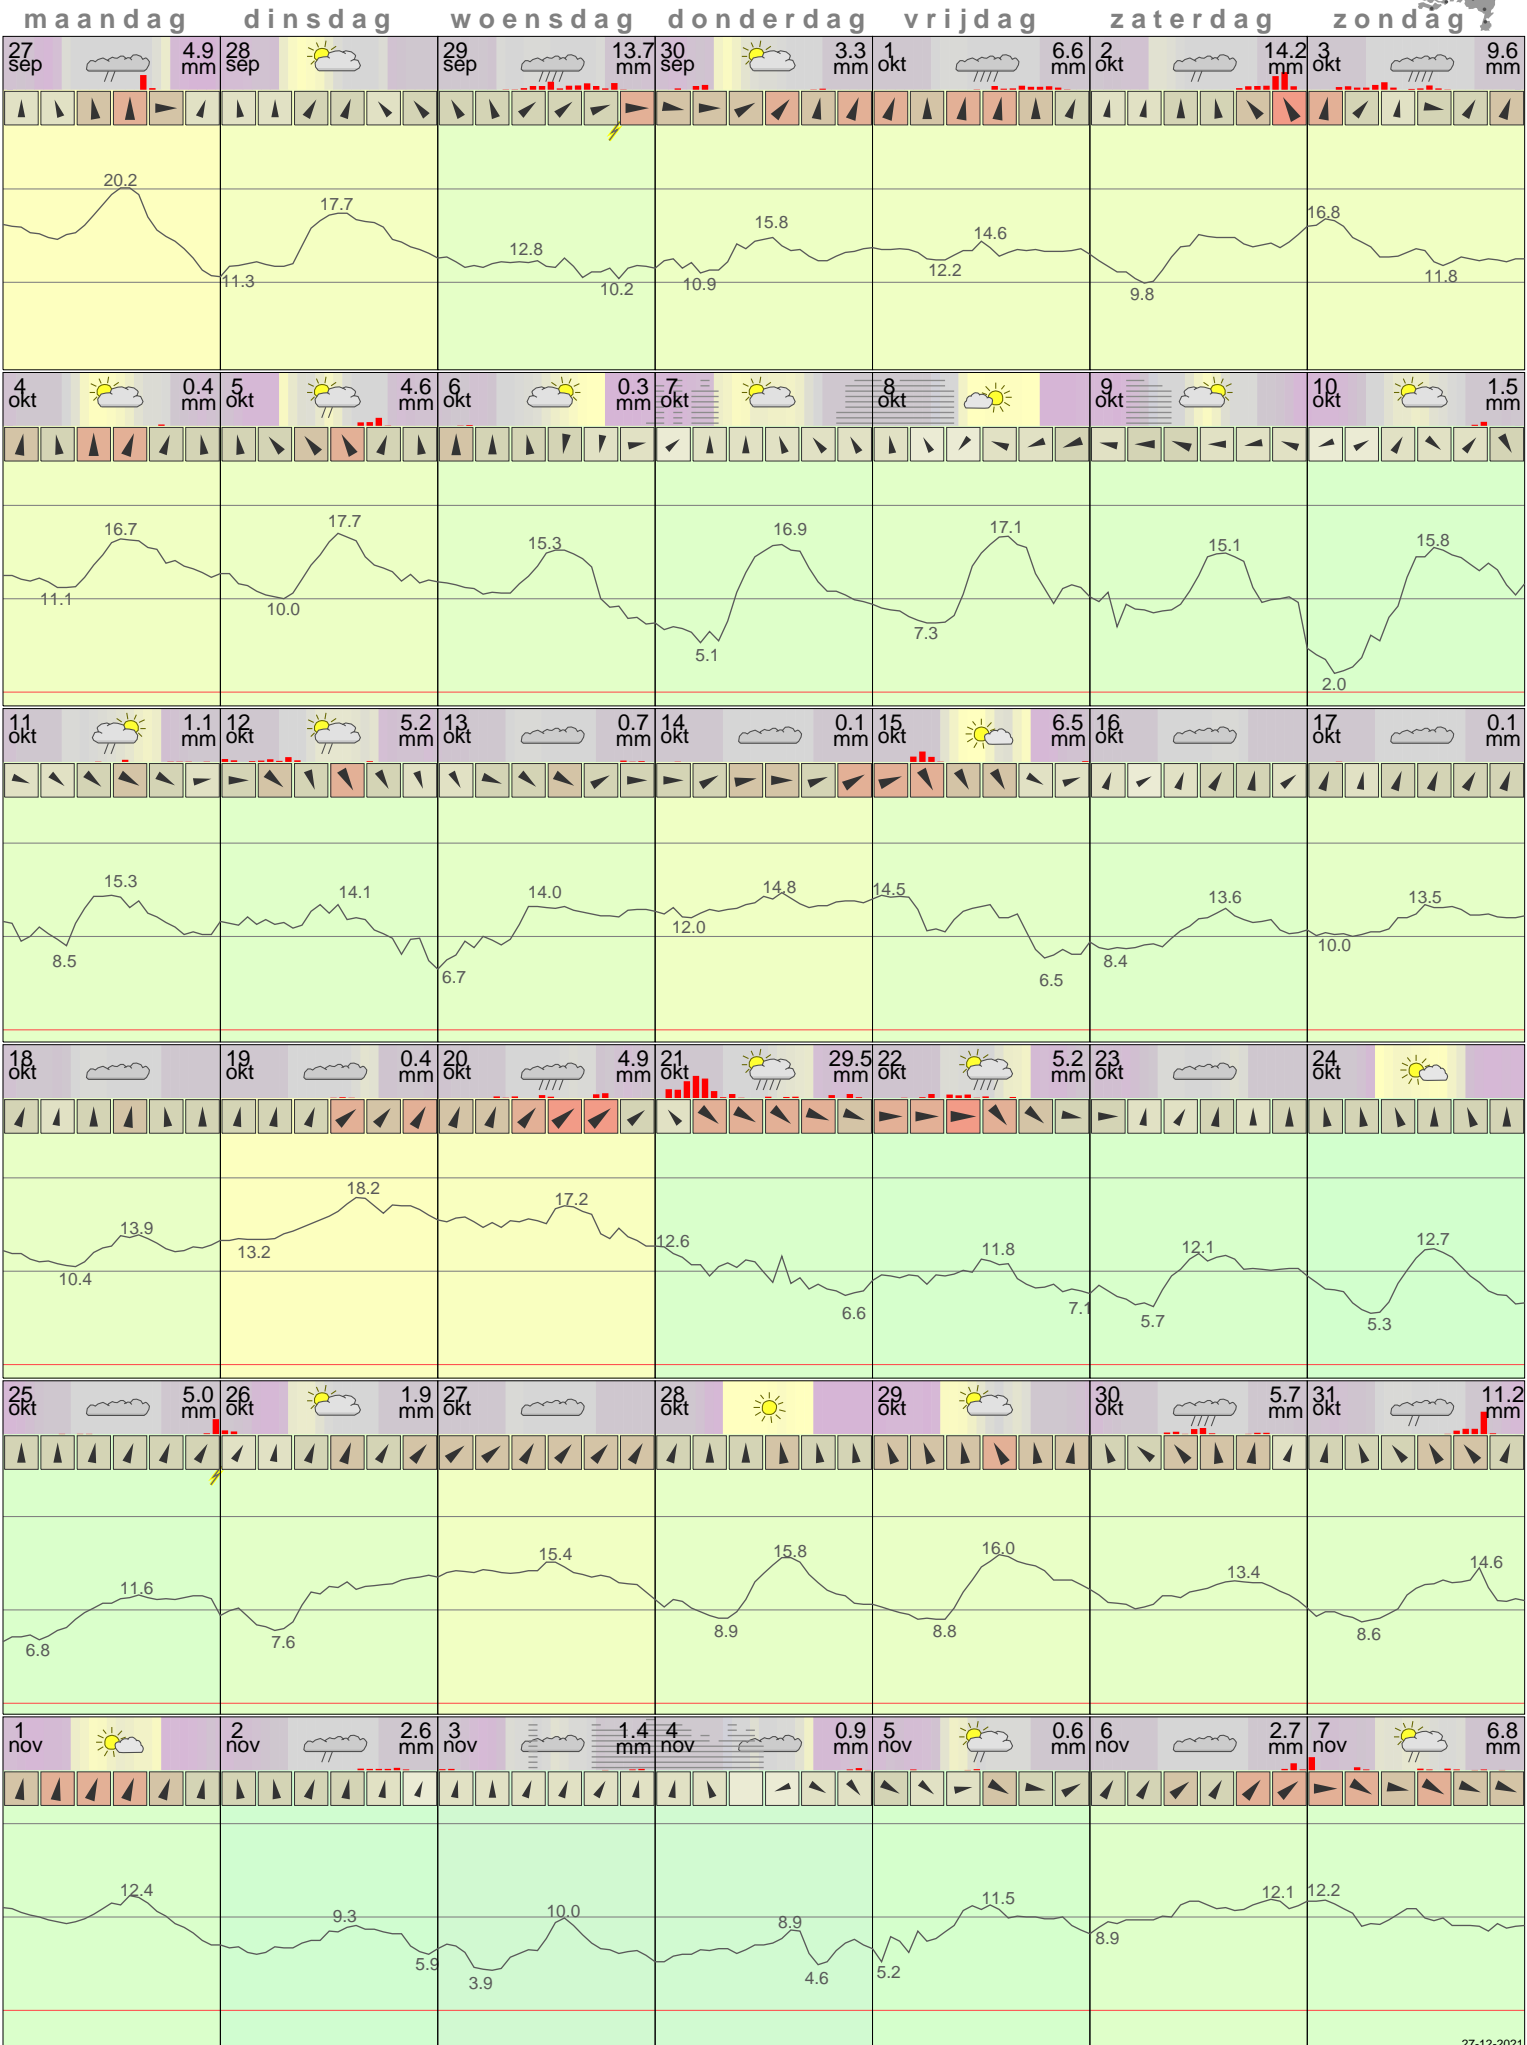 maandag dinsdag woensdag donderdag vrijdag zaterdag zondag
27 sep 4.9 mm 28 sep 29 sep 13.7 mm 30 sep 3.3 mm 1 okt 6.6 mm 2 okt 14.2 mm 3 okt 9.6 mm
20.2 11.3 17.7 12.8 10.2 10.9 15.8 12.2 14.6 9.8 16.8 11.8
4 okt 0.4 mm 5 okt 4.6 mm 6 okt 0.3 mm 7 okt 8 okt 9 okt 10 okt 1.5 mm
11.1 16.7 10.0 17.7 15.3 5.1 16.9 7.3 17.1 15.1 2.0 15.8
11 okt 1.1 mm 12 okt 5.2 mm 13 okt 0.7 mm 14 okt 0.1 mm 15 okt 6.5 mm 16 okt 17 okt 0.1 mm
8.5 15.3 14.1 6.7 14.0 12.0 14.8 14.5 6.5 8.4 13.6 10.0 13.5
18 okt 19 okt 0.4 mm 20 okt 4.9 mm 21 okt 29.5 mm 22 okt 5.2 mm 23 okt 24 okt
10.4 13.9 13.2 18.2 17.2 12.6 6.6 11.8 7.1 5.7 12.1 5.3 12.7
25 okt 5.0 mm 26 okt 1.9 mm 27 okt 28 okt 29 okt 30 okt 5.7 mm 31 okt 11.2 mm
6.8 11.6 7.6 15.4 8.9 15.8 8.8 16.0 13.4 8.6 14.6
1 nov 2 nov 2.6 mm 3 nov 1.4 mm 4 nov 0.9 mm 5 nov 0.6 mm 6 nov 2.7 mm 7 nov 6.8 mm
12.4 9.3 5.9 3.9 10.0 8.9 4.6 5.2 11.5 8.9 12.1 12.2
27-12-2021